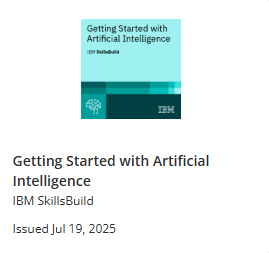 Getting Started with
Artificial Intelligence
IBM SkillsBuild
IBM
Getting Started with Artificial
Intelligence
IBM SkillsBuild
Issued Jul 19, 2025